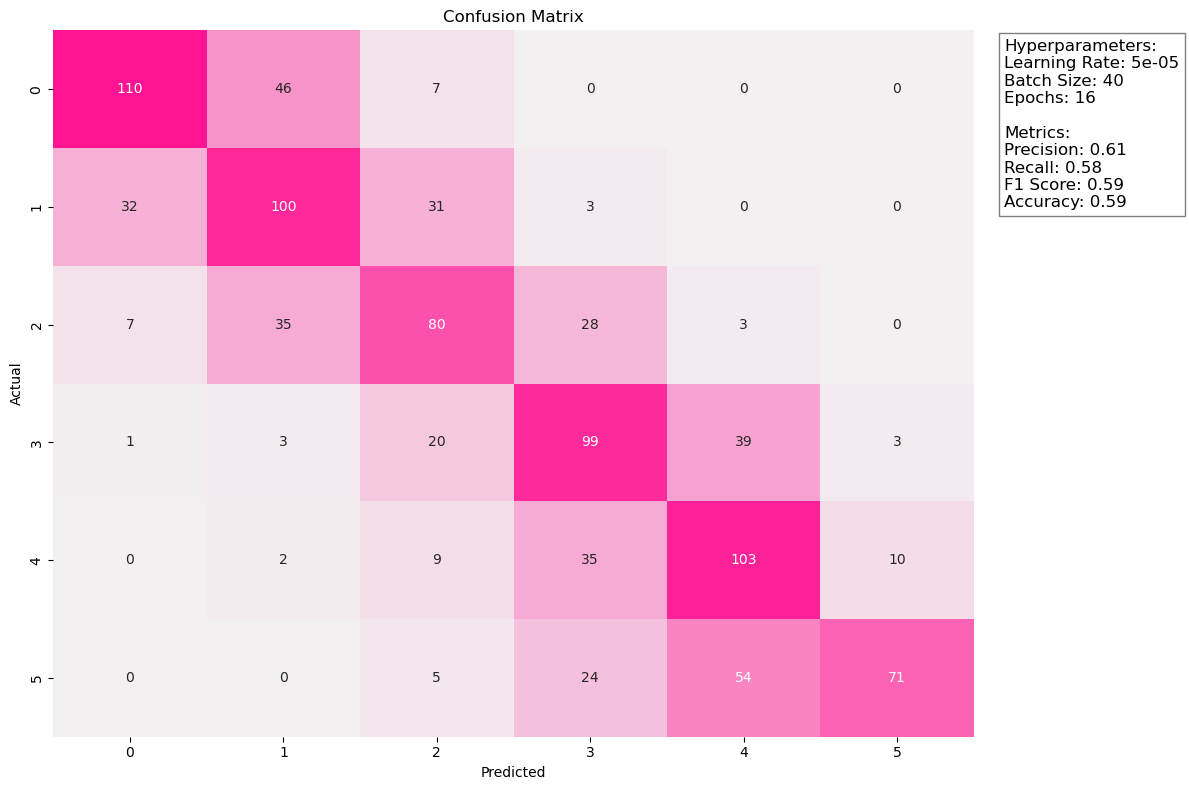 Confusion Matrix
Hyperparameters:
Learning Rate: 5e-05
Batch Size: 40
Epochs: 16
Metrics:
Precision: 0.61
Recall: 0.58
F1 Score: 0.59
Accuracy: 0.59
Actual
0 110 46 7 0 0 0
1 32 100 31 3 0 0
2 7 35 80 28 3 0
3 1 3 20 99 39 3
4 0 2 9 35 103 10
5 0 0 5 24 54 71
0 1 2 3 4 5
Predicted